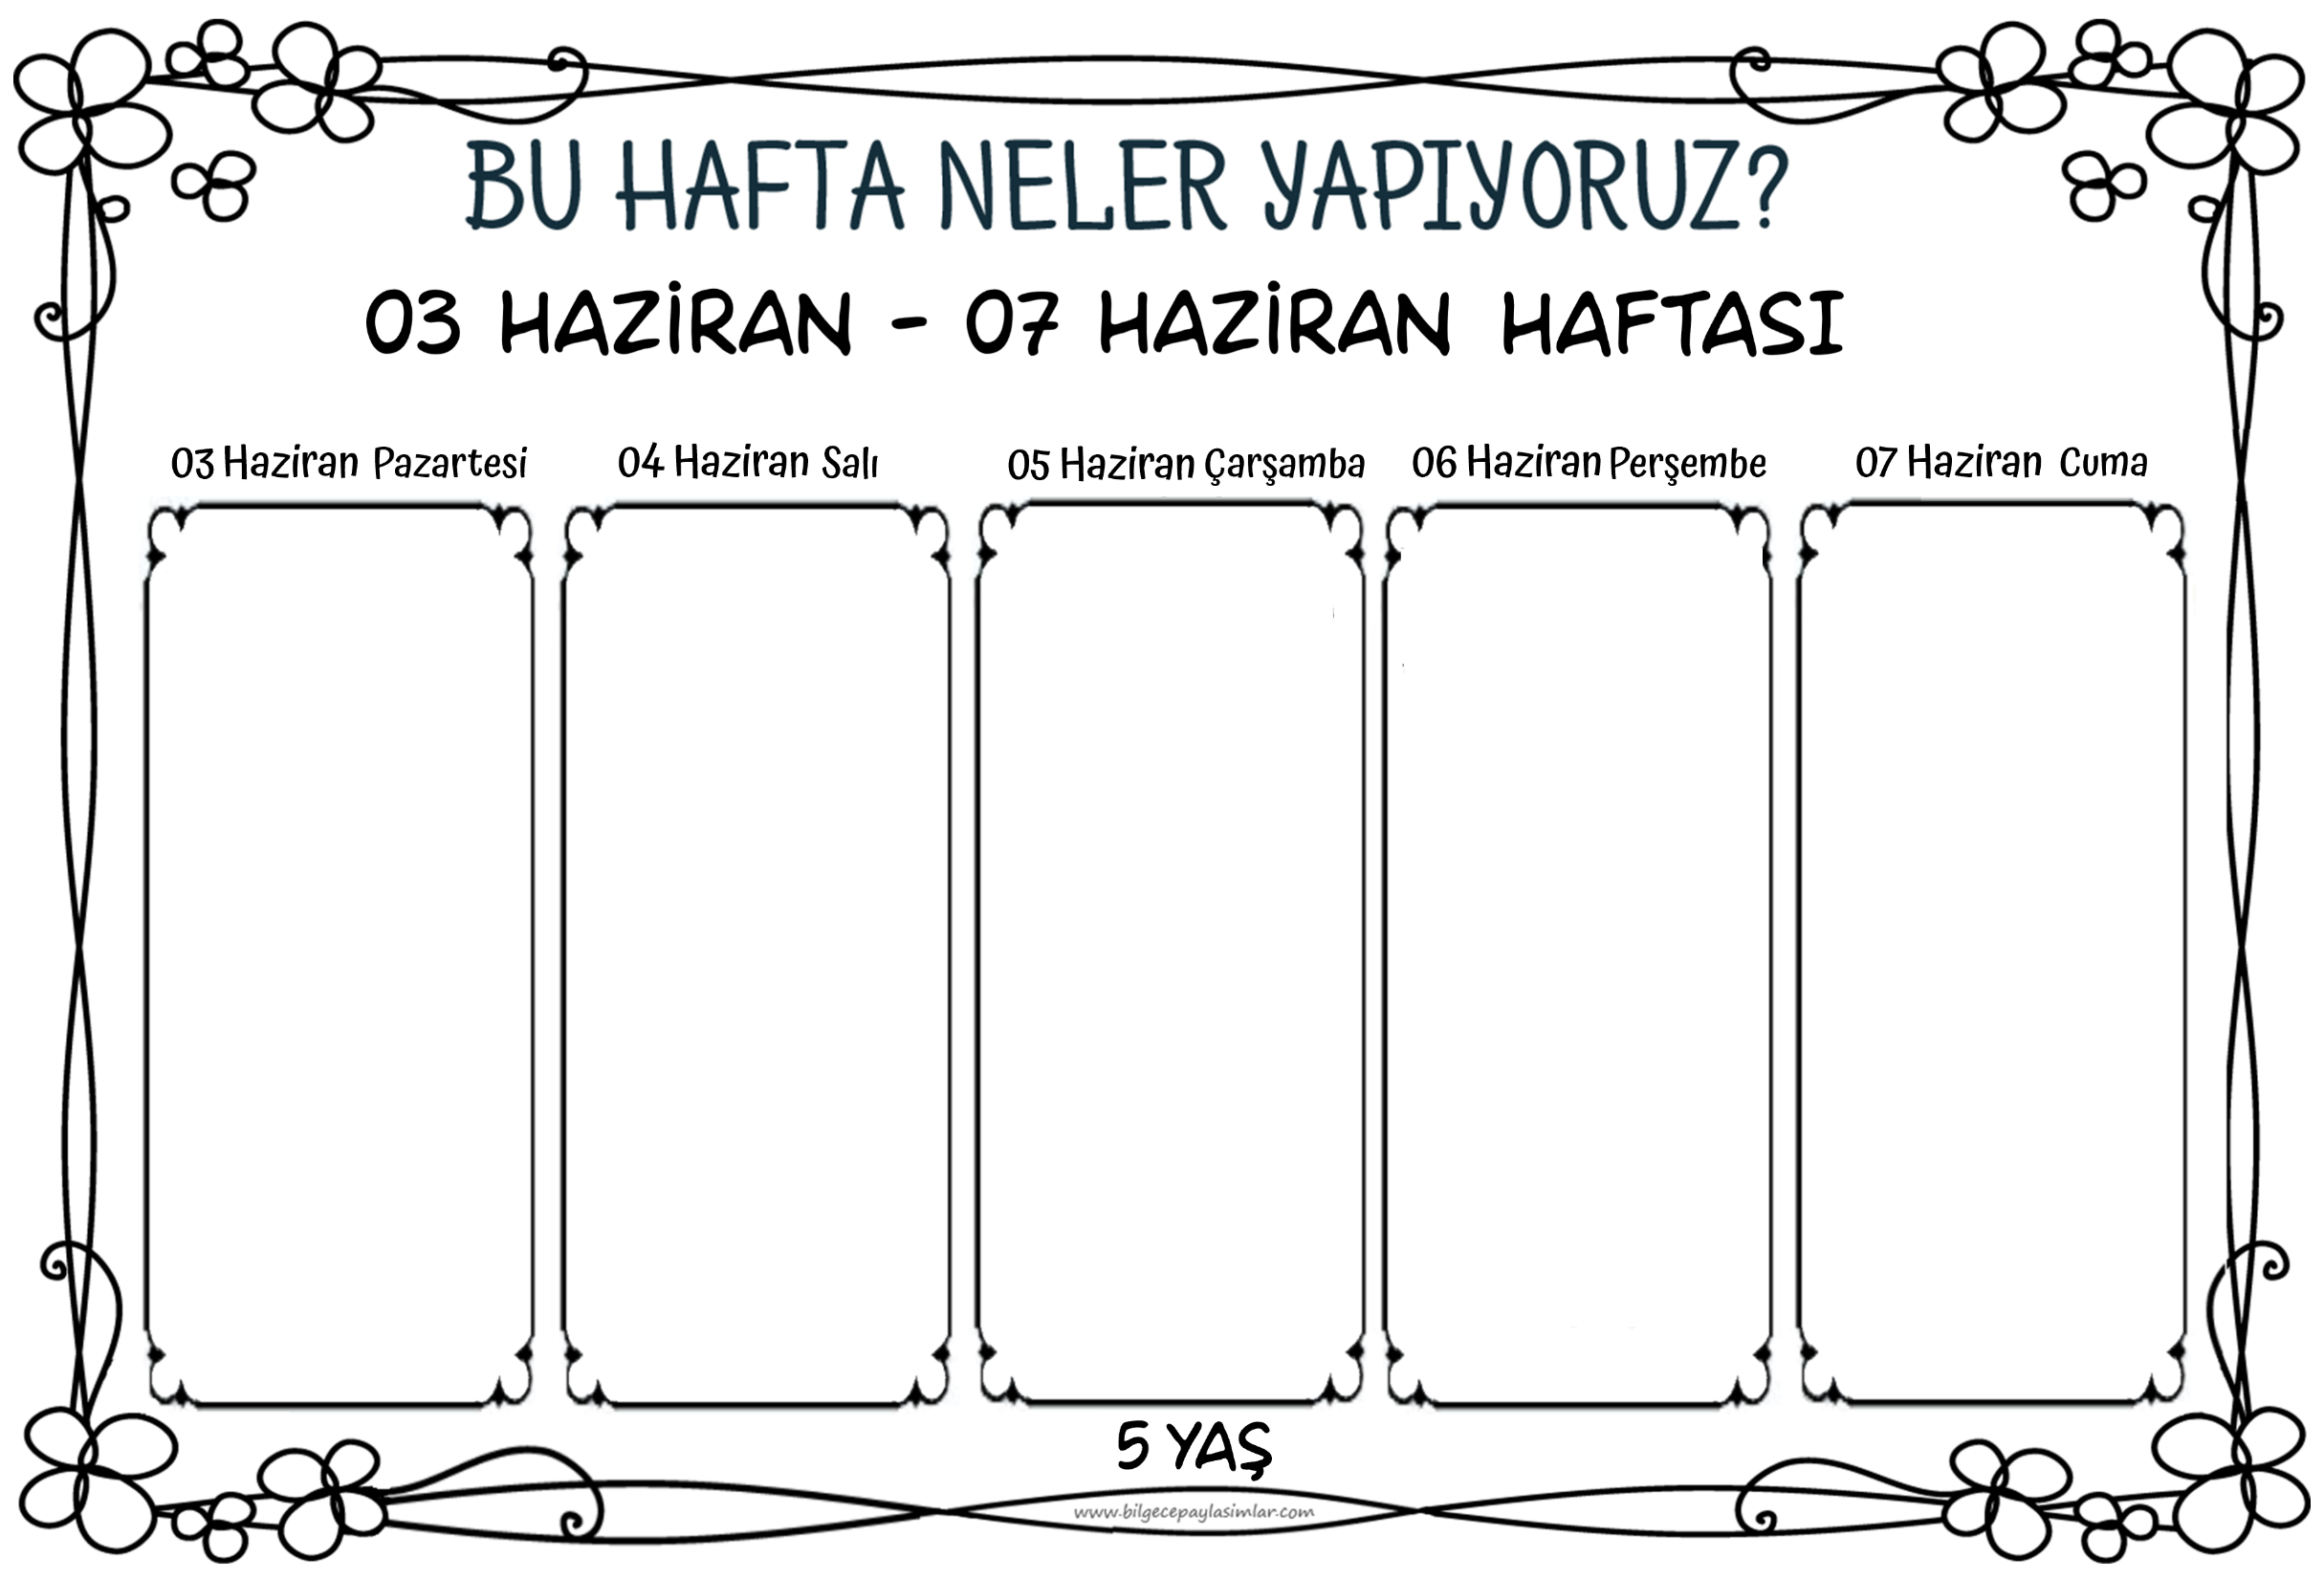 BU HAFTA NELER YAPIYORUZ?
03 HAZİRAN - 07 HAZİRAN HAFTASI
03 Haziran Pazartesi
04 Haziran Salı
05 Haziran Çarşamba
06 Haziran Perşembe
07 Haziran Cuma
5 YAŞ
www.bilgecepaylasimlar.com